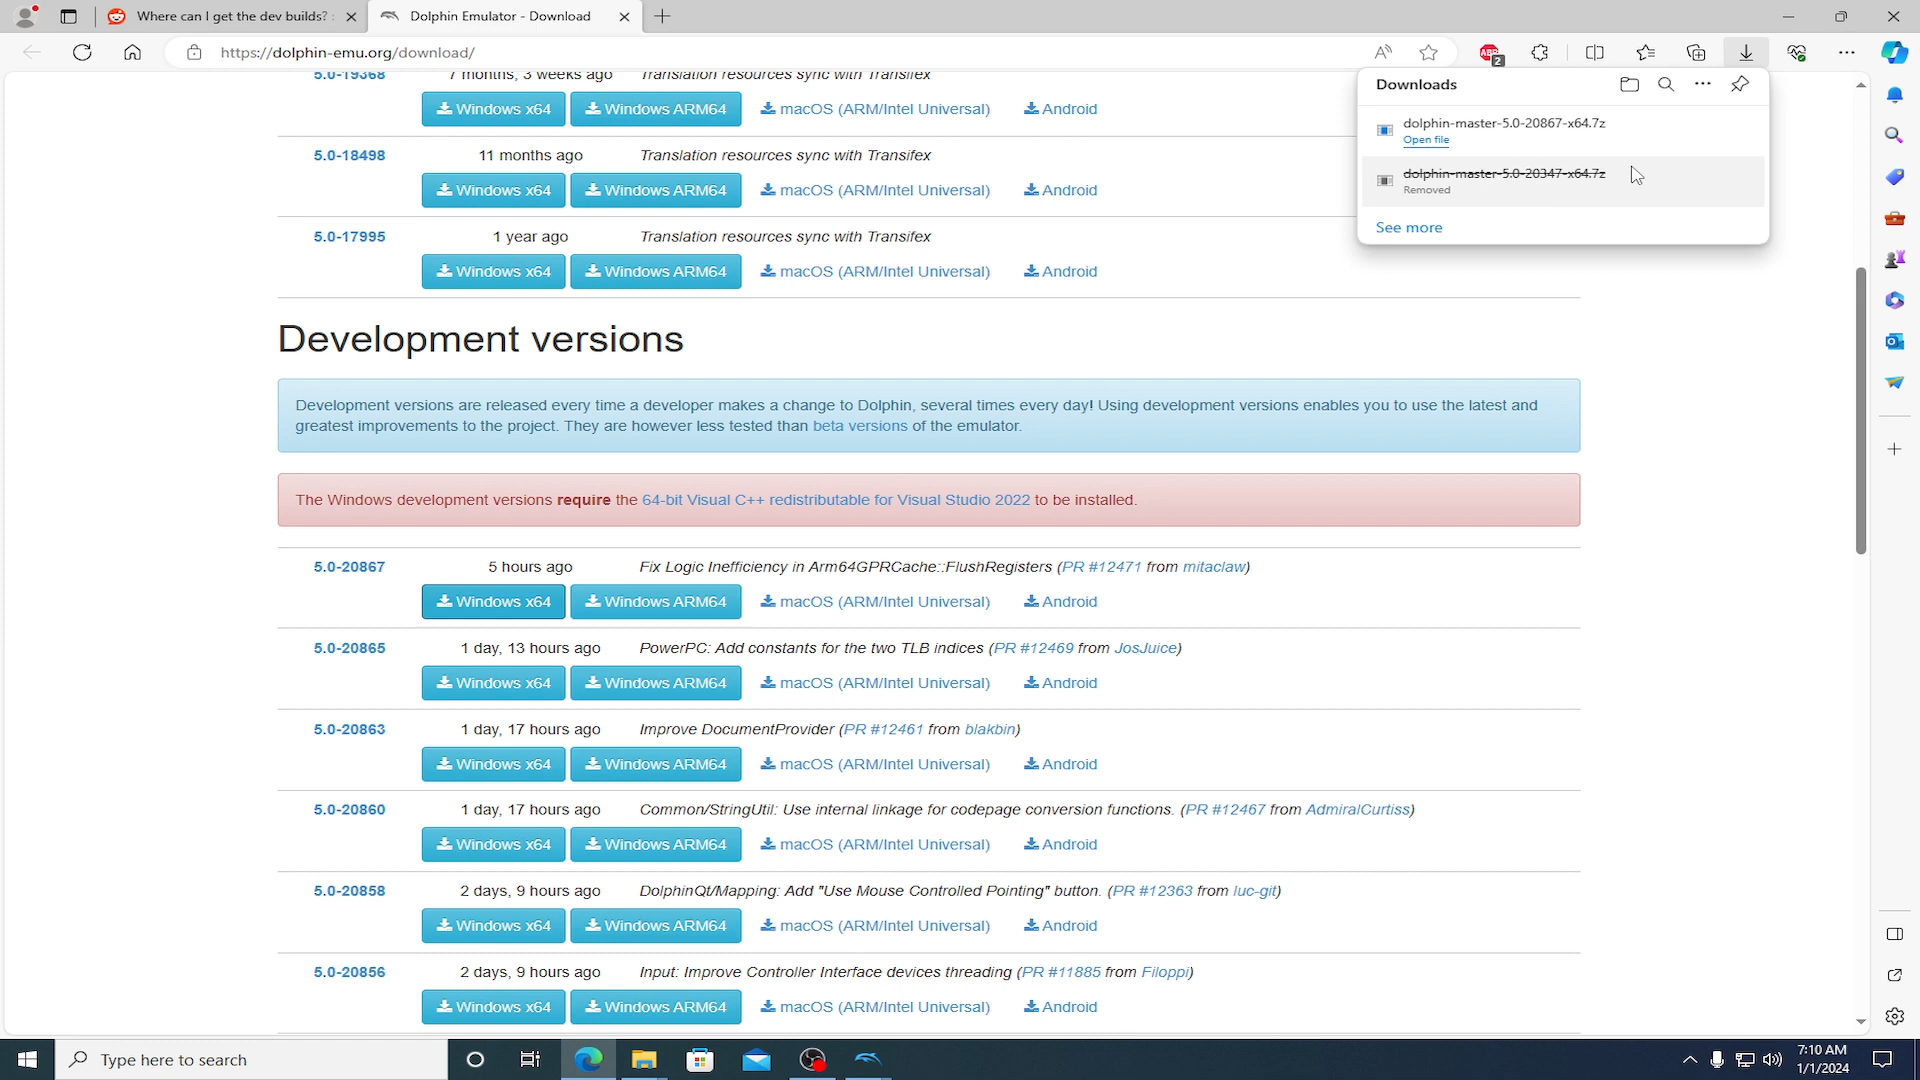 Where can I get the dev builds? :
Dolphin Emulator - Download
https://dolphin-emu.org/download/
ABP
2
Downloads
dolphin-master-5.0-20867-x64.7z
Open file
dolphin-master-5.0-20347-x64.7z
Removed
See more
5.0-19368 7 months, 3 weeks ago Translation resources sync with Transifex
Windows x64 Windows ARM64 macOS (ARM/Intel Universal) Android
5.0-18498 11 months ago Translation resources sync with Transifex
Windows x64 Windows ARM64 macOS (ARM/Intel Universal) Android
5.0-17995 1 year ago Translation resources sync with Transifex
Windows x64 Windows ARM64 macOS (ARM/Intel Universal) Android
Development versions
Development versions are released every time a developer makes a change to Dolphin, several times every day! Using development versions enables you to use the latest and
greatest improvements to the project. They are however less tested than beta versions of the emulator.
The Windows development versions require the 64-bit Visual C++ redistributable for Visual Studio 2022 to be installed.
5.0-20867 5 hours ago Fix Logic Inefficiency in Arm64GPRCache::FlushRegisters (PR #12471 from mitaclaw)
Windows x64 Windows ARM64 macOS (ARM/Intel Universal) Android
5.0-20865 1 day, 13 hours ago PowerPC: Add constants for the two TLB indices (PR #12469 from JosJuice)
Windows x64 Windows ARM64 macOS (ARM/Intel Universal) Android
5.0-20863 1 day, 17 hours ago Improve DocumentProvider (PR #12461 from blakbin)
Windows x64 Windows ARM64 macOS (ARM/Intel Universal) Android
5.0-20860 1 day, 17 hours ago Common/StringUtil: Use internal linkage for codepage conversion functions. (PR #12467 from AdmiralCurtiss)
Windows x64 Windows ARM64 macOS (ARM/Intel Universal) Android
5.0-20858 2 days, 9 hours ago DolphinQt/Mapping: Add "Use Mouse Controlled Pointing" button. (PR #12363 from luc-git)
Windows x64 Windows ARM64 macOS (ARM/Intel Universal) Android
5.0-20856 2 days, 9 hours ago Input: Improve Controller Interface devices threading (PR #11885 from Filoppi)
Windows x64 Windows ARM64 macOS (ARM/Intel Universal) Android
Type here to search
7:10 AM
1/1/2024